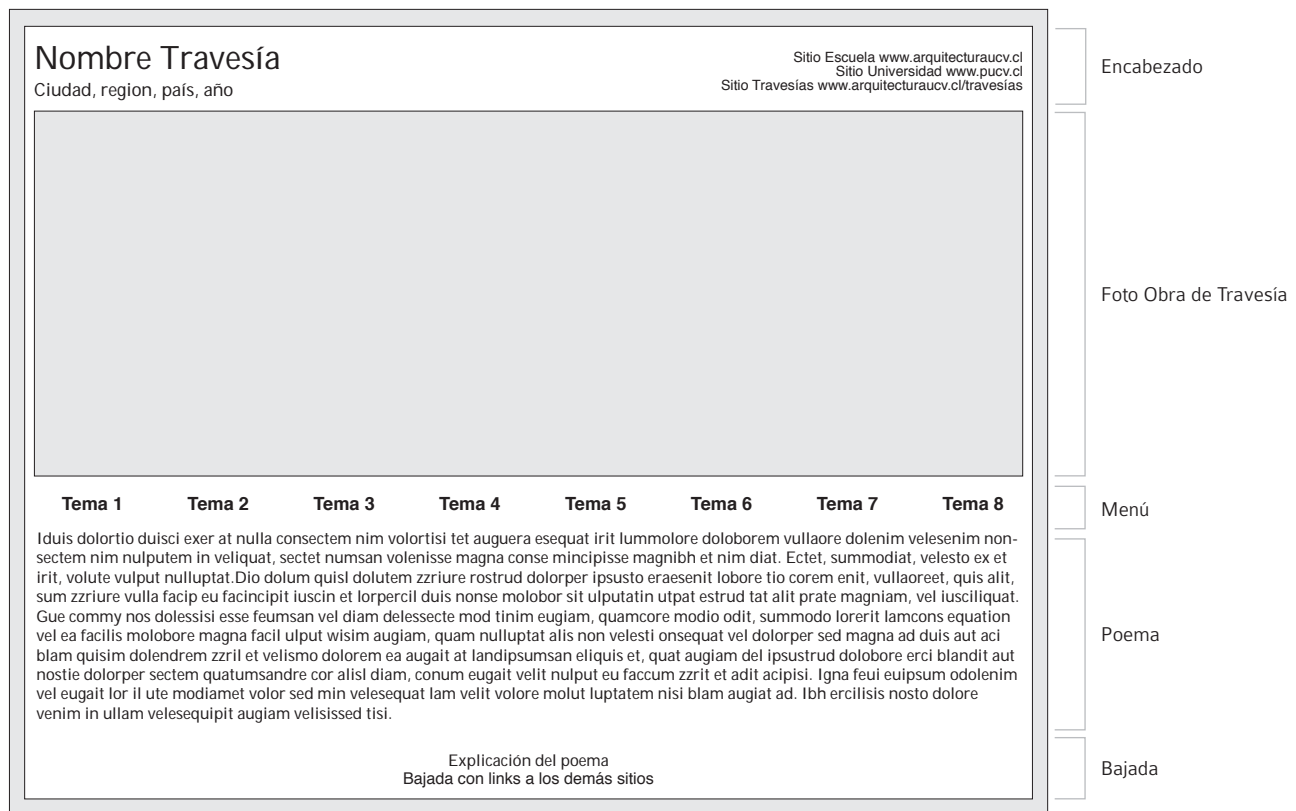 Nombre Travesía
Ciudad, region, país, año
Sitio Escuela www.arquitecturaucv.cl
Sitio Universidad www.pucv.cl
Sitio Travesías www.arquitecturaucv.cl/travesías
Encabezado
Foto Obra de Travesía
Tema 1 Tema 2 Tema 3 Tema 4 Tema 5 Tema 6 Tema 7 Tema 8
Menú
Iduis dolortio duisci exer at nulla consectem nim volortisi tet auguera esequat irit lummolore doloborem vullaore dolenim velesenim non-
sectem nim nulputem in veliquat, sectet numsan volenisse magna conse mincipisse magnibh et nim diat. Ectet, summodiat, velesto ex et
irit, volute vulput nulluptat.Dio dolum quisl dolutem zzriure rostrud dolorper ipsusto eraesenit lobore tio corem enit, vullaoreet, quis alit,
sum zzriure vulla facip eu facincipit iuscin et lorpercil duis nonse molobor sit ulputatin utpat estrud tat alit prate magniam, vel iusciliquat.
Gue commy nos dolessisi esse feumsan vel diam delessecte mod tinim eugiam, quamcore modio odit, summodo lorerit lamcons equation
vel ea facilis molobore magna facil ulput wisim augiam, quam nulluptat alis non velesti onsequat vel dolorper sed magna ad duis aut aci
blam quisim dolendrem zzril et velismo dolorem ea augait at landipsumsan eliquis et, quat augiam del ipsustrud dolobore erci blandit aut
nostie dolorper sectem quatumsandre cor alisl diam, conum eugait velit nulput eu faccum zzrit et adit acipisi. Igna feui euipsum odolenim
vel eugait lor il ute modiamet volor sed min velesequat lam velit volore molut luptatem nisi blam augiat ad. Ibh ercilisis nosto dolore
venim in ullam velesequipit augiam velisissed tisi.
Poema
Explicación del poema
Bajada con links a los demás sitios
Bajada